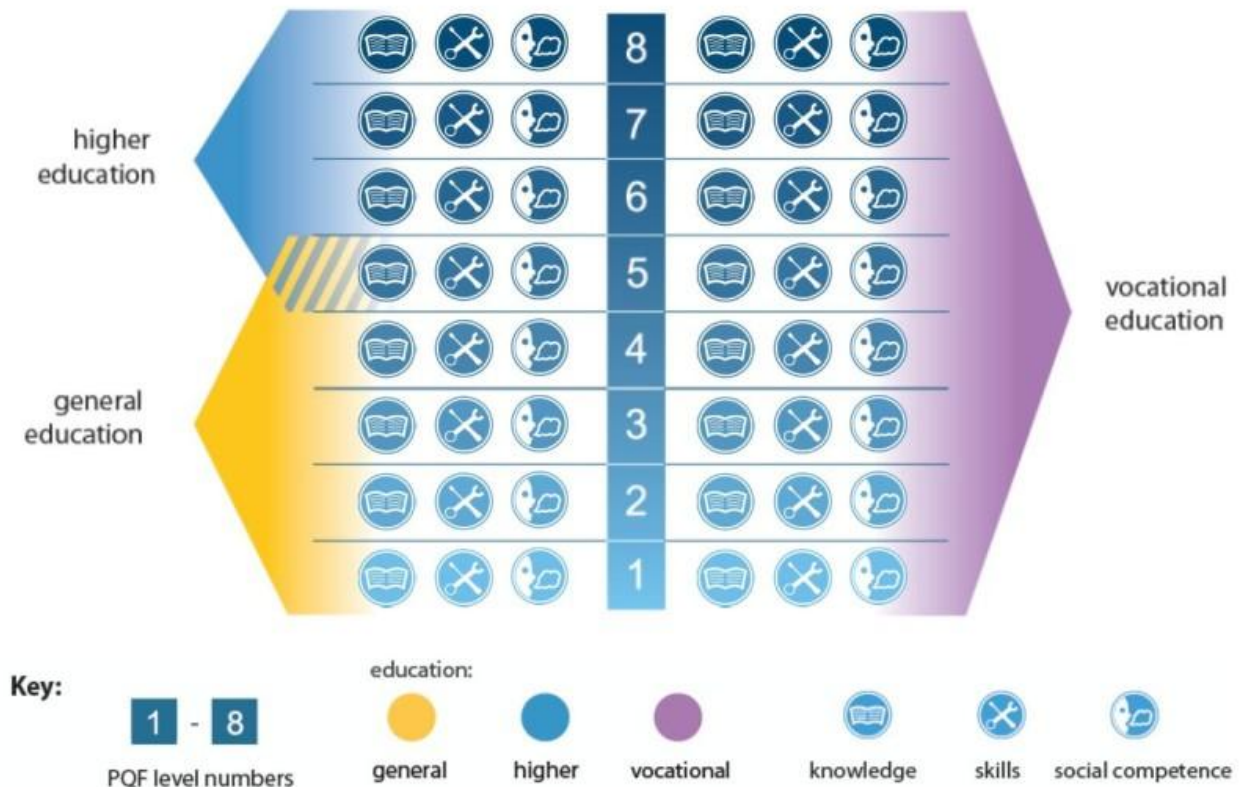 8
7
higher
education
6
5
vocational
education
4
general
education
3
2
1
Key:
education:
1 - 8
PQF level numbers
general
higher
vocational
knowledge
skills
social competence